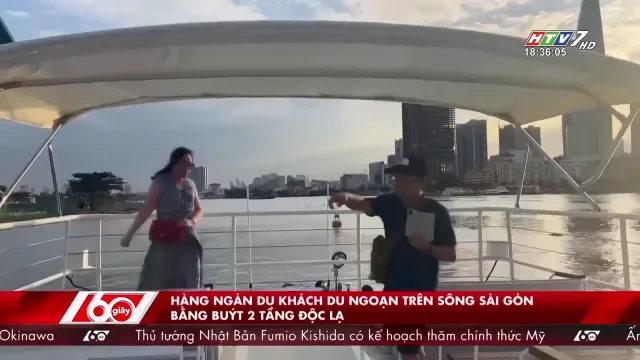 HTV7 HD
18:36:05
60 giây
HÀNG NGÀN DU KHÁCH DU NGOẠN TRÊN SÔNG SÀI GÒN
BẰNG BUÝT 2 TẦNG ĐỘC LẠ
Okinawa 60 Thủ tướng Nhật Bản Fumio Kishida có kế hoạch thăm chính thức Mỹ 60